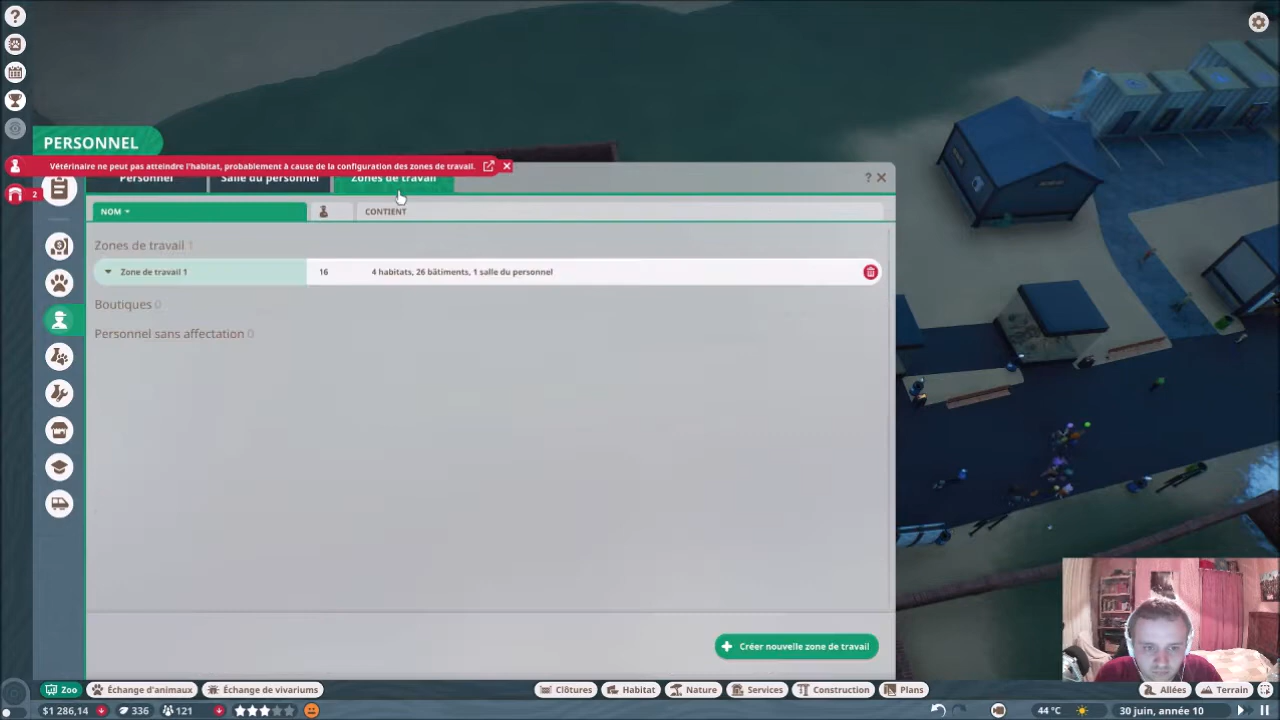 PERSONNEL
Vétérinaire ne peut pas atteindre l'habitat, probablement à cause de la configuration des zones de travail.
2
Personnel
Salle du personnel
Zones de travail
?
NOM
CONTIENT
Zones de travail 1
Zone de travail 1
16
4 habitats, 26 bâtiments, 1 salle du personnel
Boutiques 0
Personnel sans affectation 0
Créer nouvelle zone de travail
Zoo
Échange d'animaux
Échange de vivariums
Clôtures
Habitat
Nature
Services
Construction
Plans
Allées
Terrain
$1 286,14
336
121
44 °C
30 juin, année 10